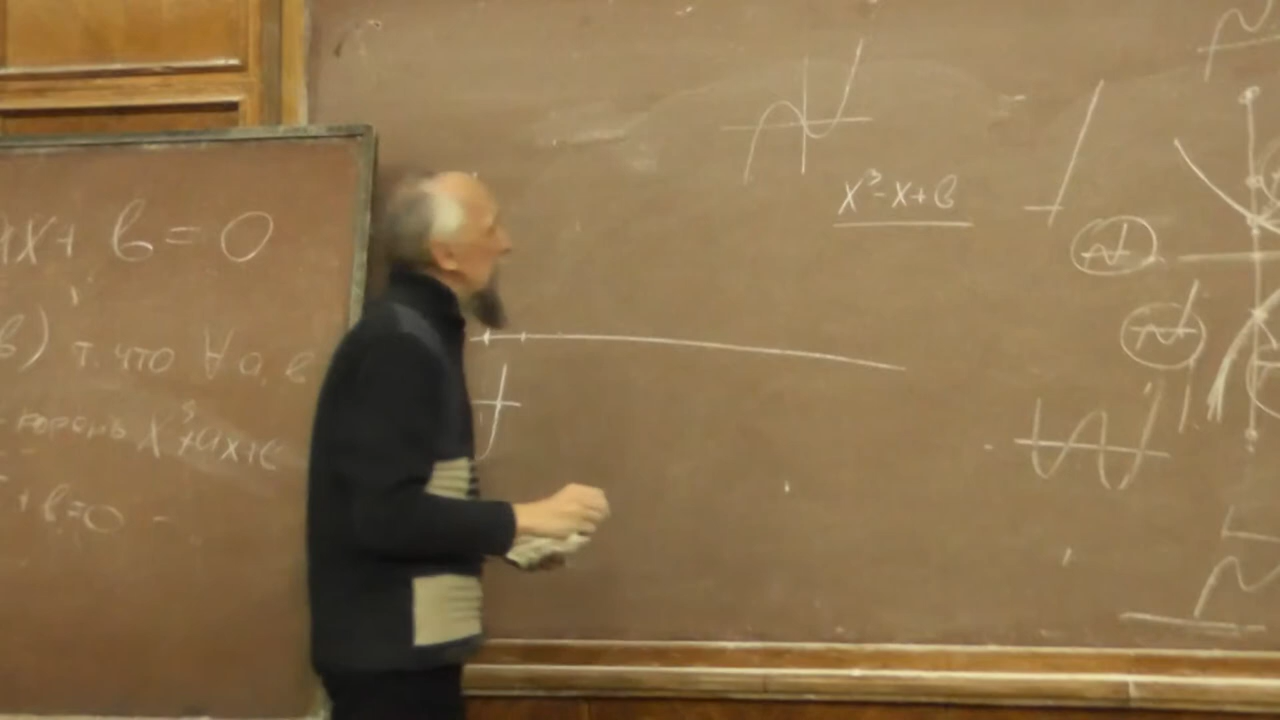 ax + в = 0
в) т.что ∀ a, в
- корень x³+ax+в
+ в = 0 -
x³-x+в